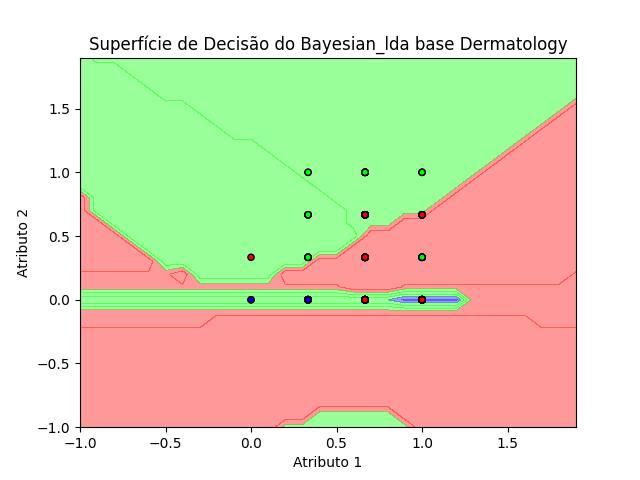 Superfície de Decisão do Bayesian_lda base Dermatology
Atributo 2
1.5
1.0
0.5
0.0
−0.5
−1.0
−1.0 −0.5 0.0 0.5 1.0 1.5
Atributo 1